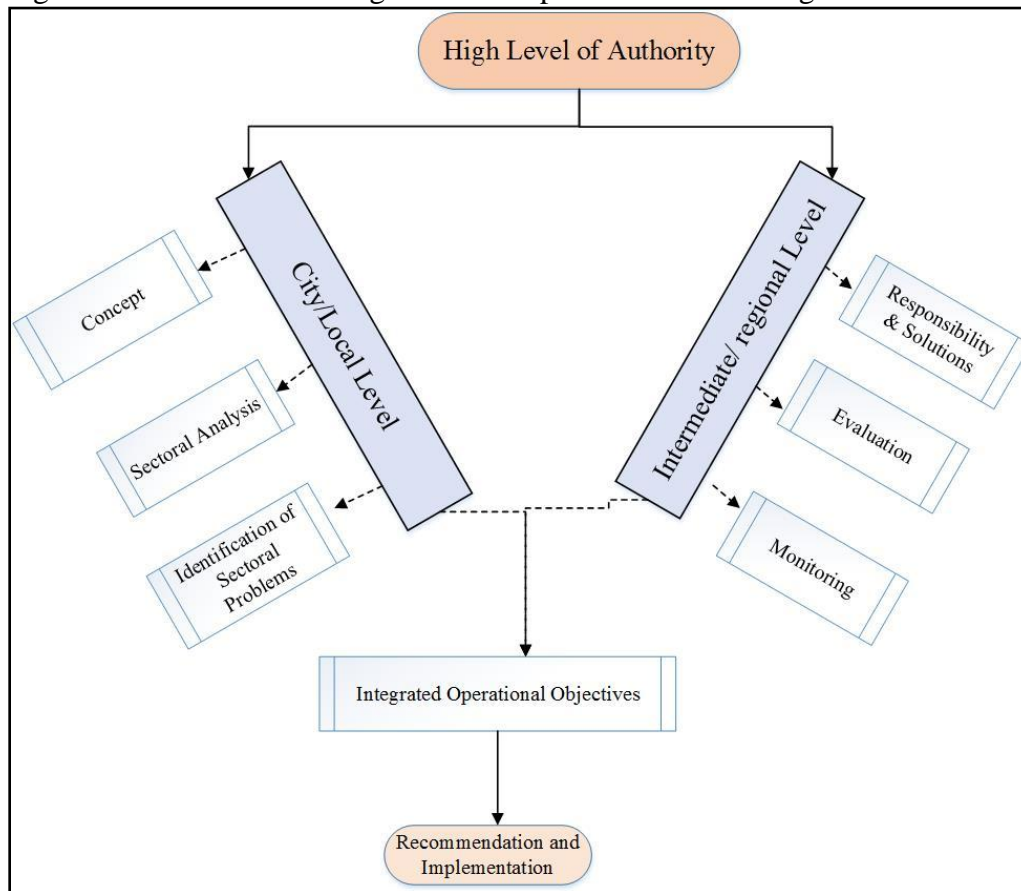 High Level of Authority
City/Local Level
Intermediate/ regional Level
Concept
Sectoral Analysis
Identification of
Sectoral
Problems
Responsibility
& Solutions
Evaluation
Monitoring
Integrated Operational Objectives
Recommendation and
Implementation